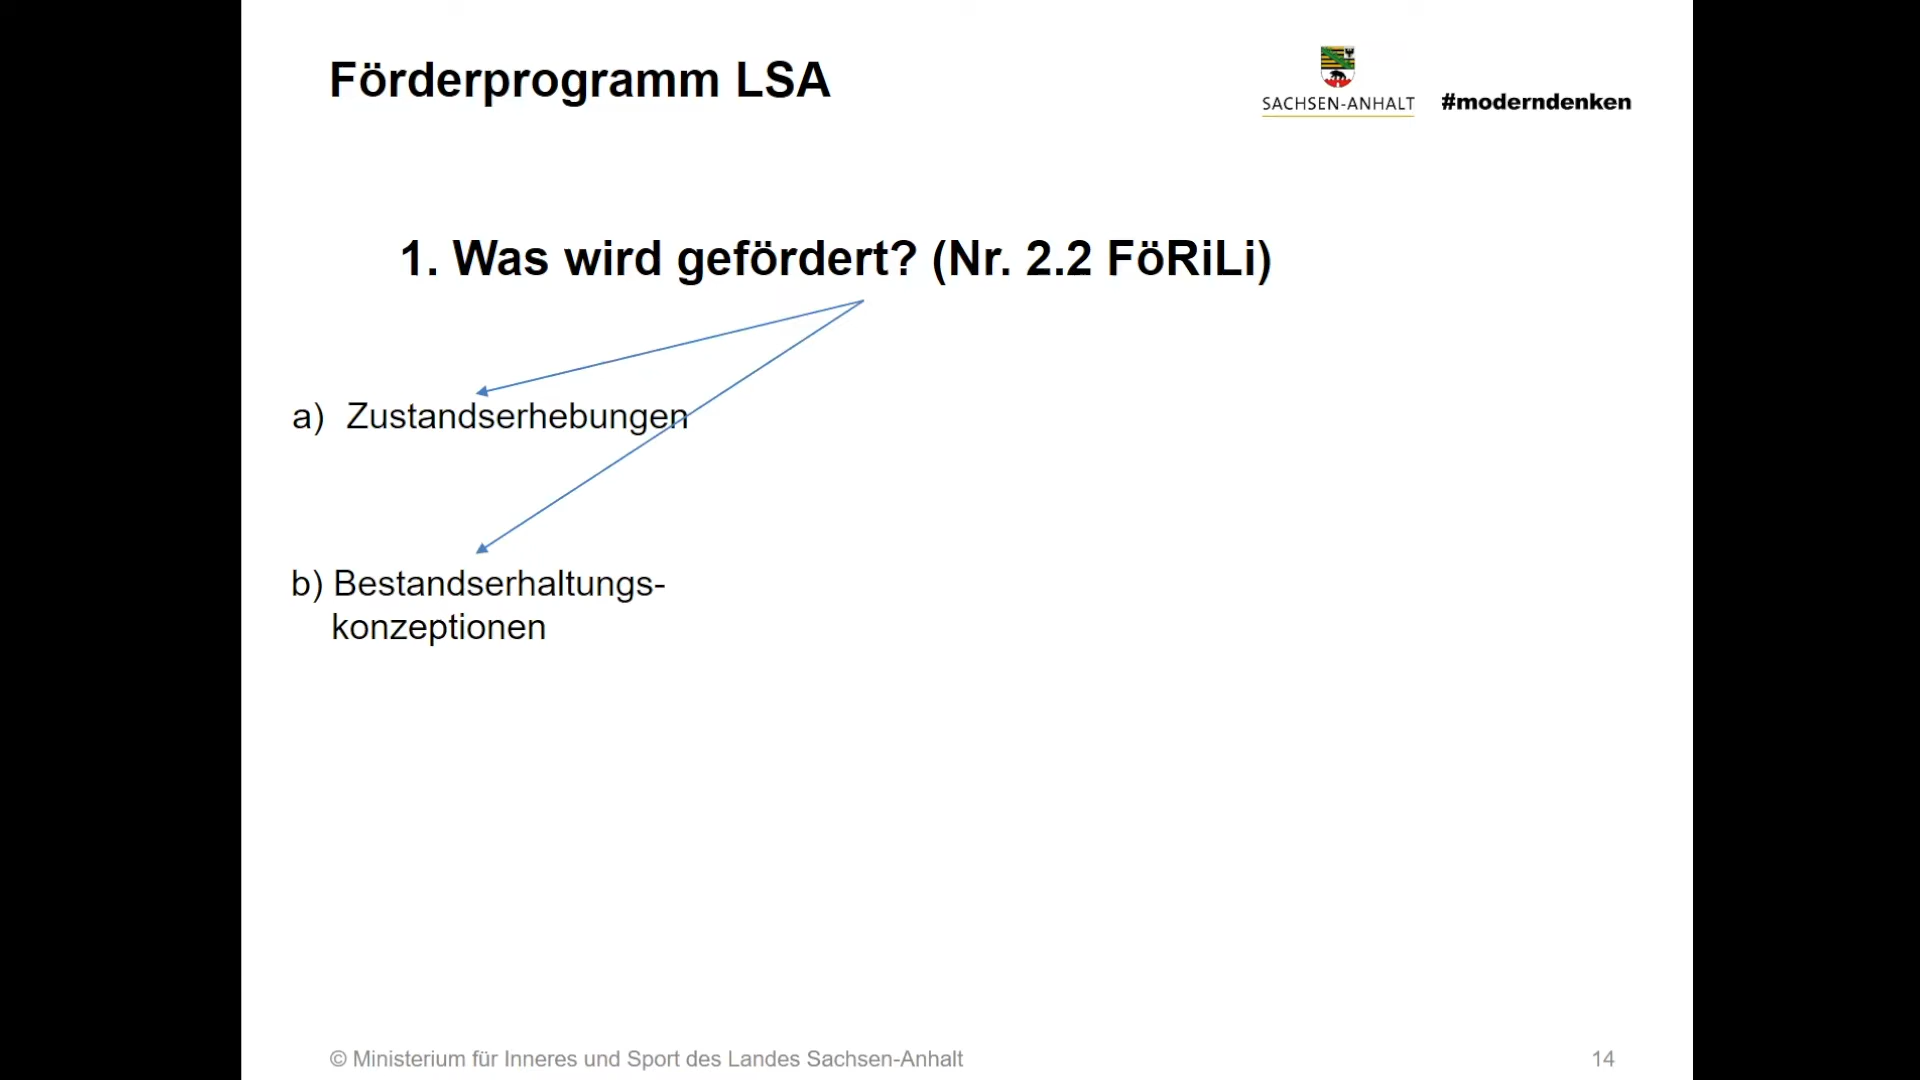 Förderprogramm LSA
SACHSEN-ANHALT
#moderndenken
1. Was wird gefördert? (Nr. 2.2 FöRiLi)
a) Zustandserhebungen
b) Bestandserhaltungs-
konzeptionen
© Ministerium für Inneres und Sport des Landes Sachsen-Anhalt
14